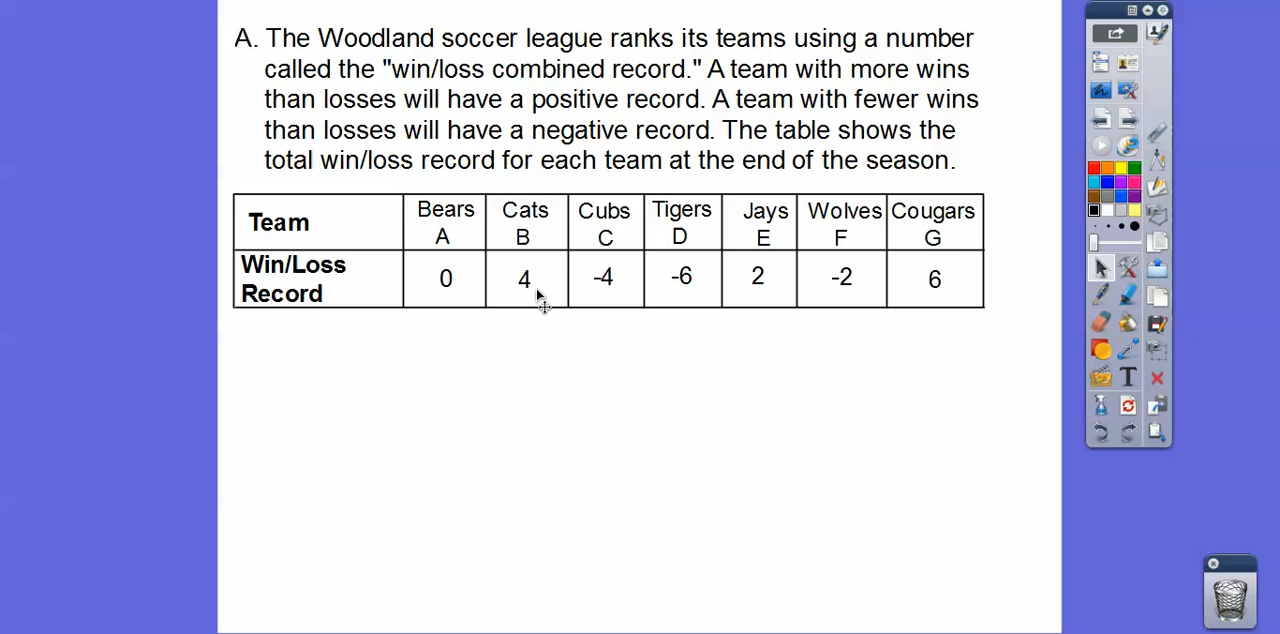 A. The Woodland soccer league ranks its teams using a number
called the "win/loss combined record." A team with more wins
than losses will have a positive record. A team with fewer wins
than losses will have a negative record. The table shows the
total win/loss record for each team at the end of the season.
Team Bears A Cats B Cubs C Tigers D Jays E Wolves F Cougars G
Win/Loss Record 0 4 -4 -6 2 -2 6
T